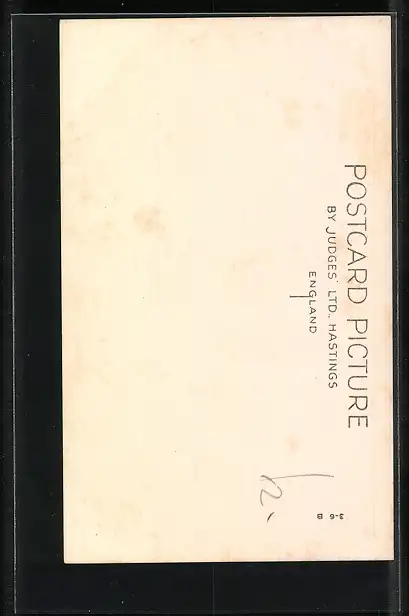 POSTCARD PICTURE
BY JUDGES' LTD., HASTINGS
ENGLAND
3-6 B